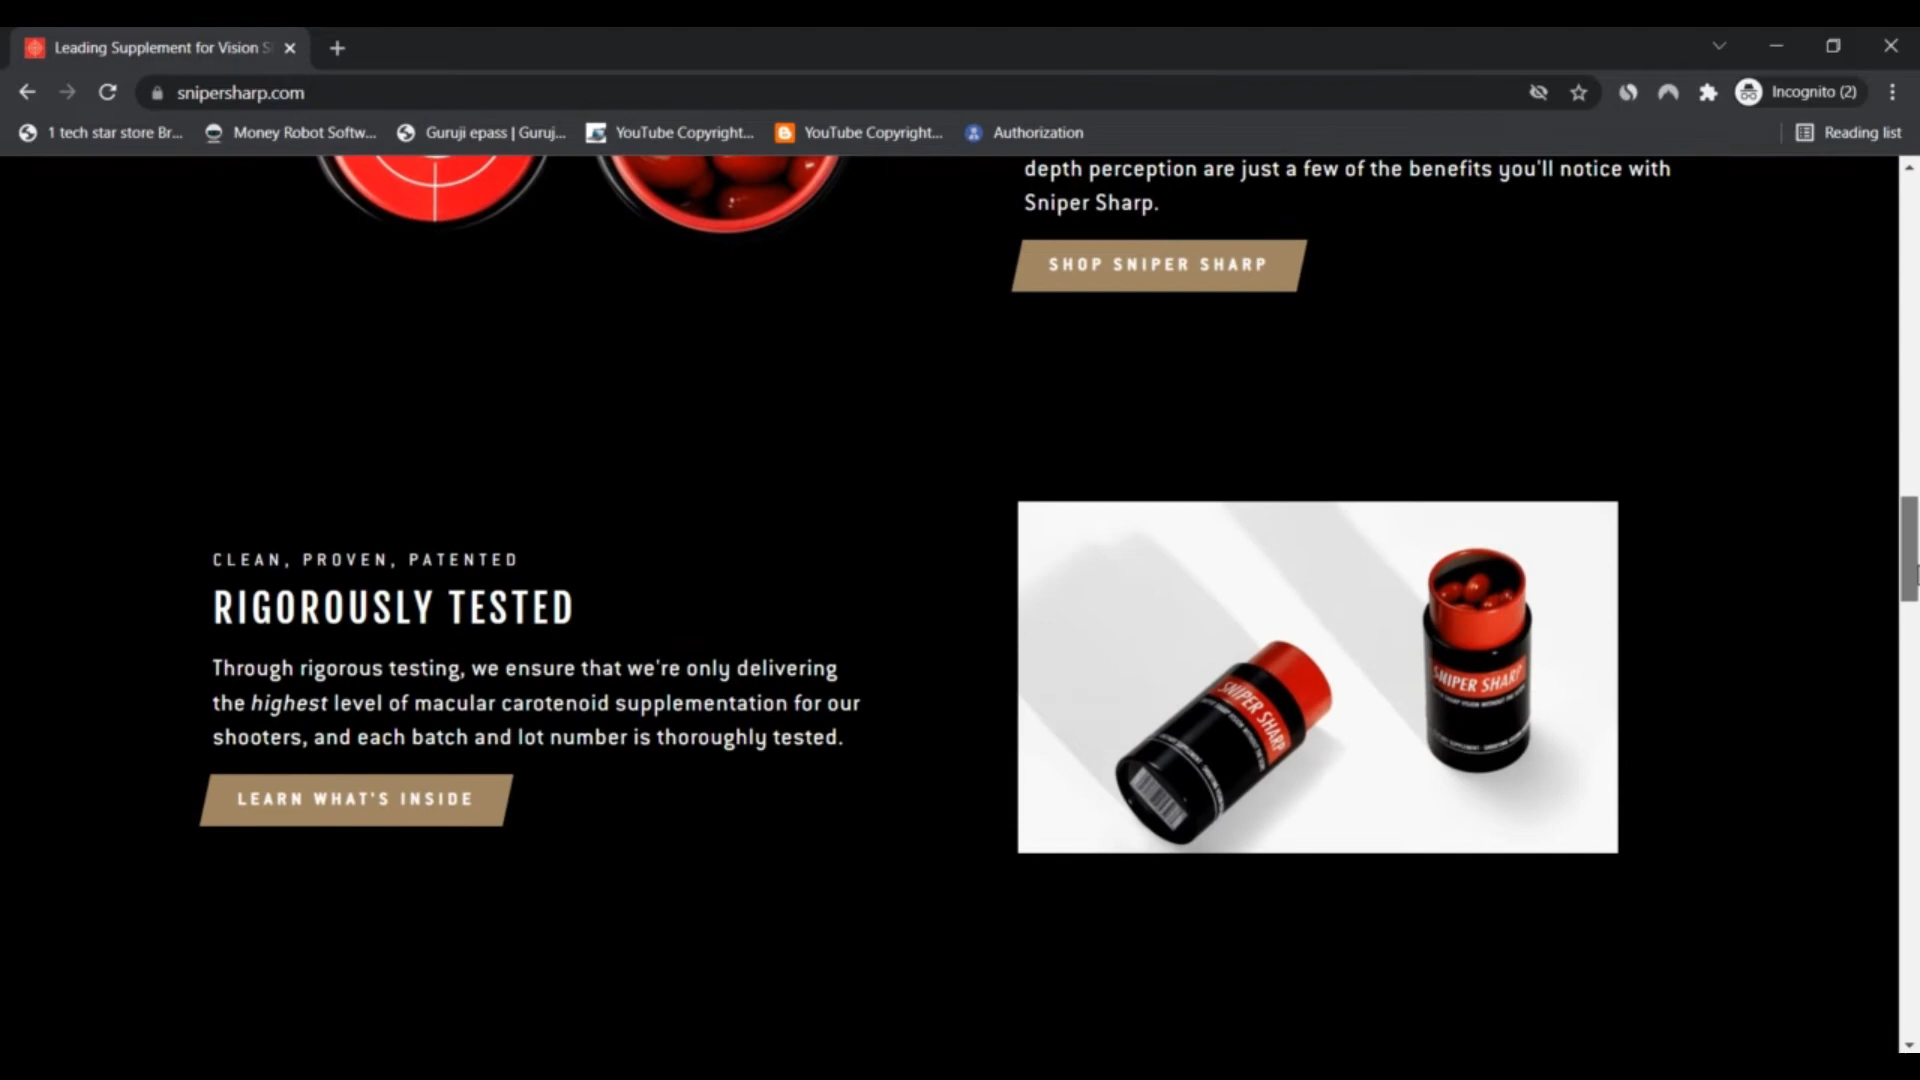 Leading Supplement for Vision S
snipersharp.com
Incognito (2)
1 tech star store Br...
Money Robot Softw...
Guruji epass | Guruj...
YouTube Copyright...
YouTube Copyright...
Authorization
Reading list
depth perception are just a few of the benefits you'll notice with
Sniper Sharp.
SHOP SNIPER SHARP
CLEAN, PROVEN, PATENTED
RIGOROUSLY TESTED
Through rigorous testing, we ensure that we're only delivering
the highest level of macular carotenoid supplementation for our
shooters, and each batch and lot number is thoroughly tested.
LEARN WHAT'S INSIDE
SNIPER SHARP
SNIPER SHARP